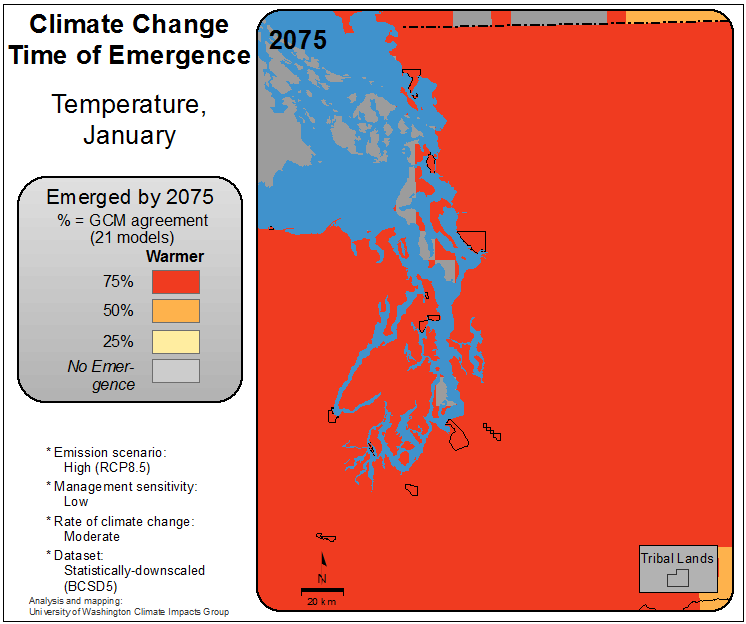 Climate Change
Time of Emergence
Temperature,
January
Emerged by 2075
% = GCM agreement
(21 models)
Warmer
75%
50%
25%
No Emer-
gence
* Emission scenario:
High (RCP8.5)
* Management sensitivity:
Low
* Rate of climate change:
Moderate
* Dataset:
Statistically-downscaled
(BCSD5)
Analysis and mapping:
University of Washington Climate Impacts Group
2075
N
20 km
Tribal Lands